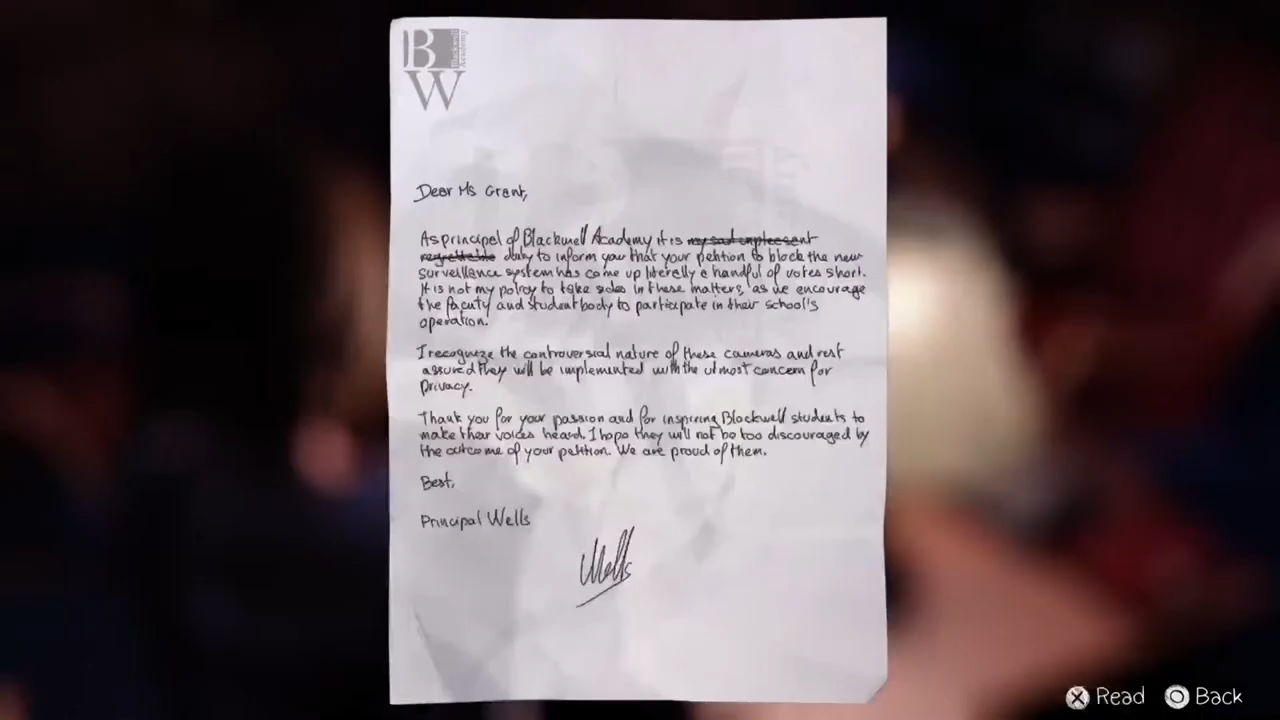 B
Blackwell
Academy
W
Dear Ms Grant,
As principal of Blackwell Academy it is my sad unpleesent
regrettable duty to inform you that your petition to block the new
surveillance system has come up literally a handful of votes short.
It is not my policy to take sides in these matters, as we encourage
the faculty and student body to participate in their school's
operation.
I recogneze the controversial nature of these cameras and rest
assured they will be implemented with the utmost concern for
privacy.
Thank you for your passion and for inspiring Blackwell students to
make their voices heard. I hope they will not be too discouraged by
the outcome of your petition. We are proud of them.
Best,
Principal Wells
Wells
Read
Back